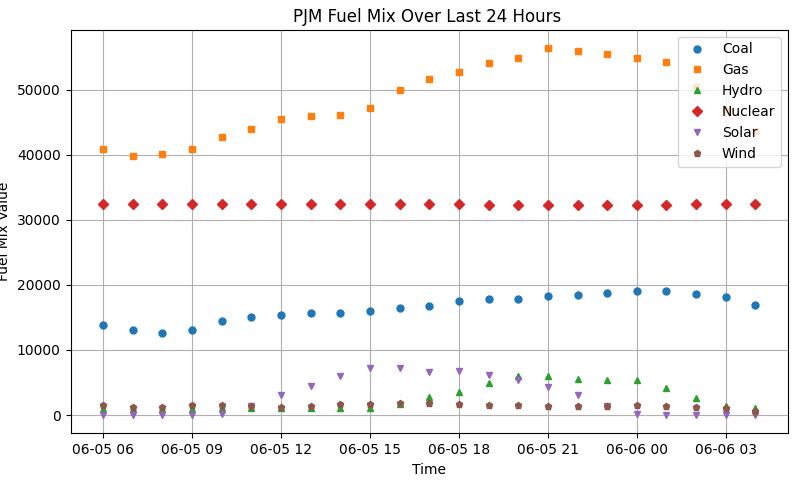 PJM Fuel Mix Over Last 24 Hours
Coal
Gas
Hydro
Nuclear
Solar
Wind
50000
40000
30000
20000
10000
0
Fuel Mix Value
06-05 06 06-05 09 06-05 12 06-05 15 06-05 18 06-05 21 06-06 00 06-06 03
Time